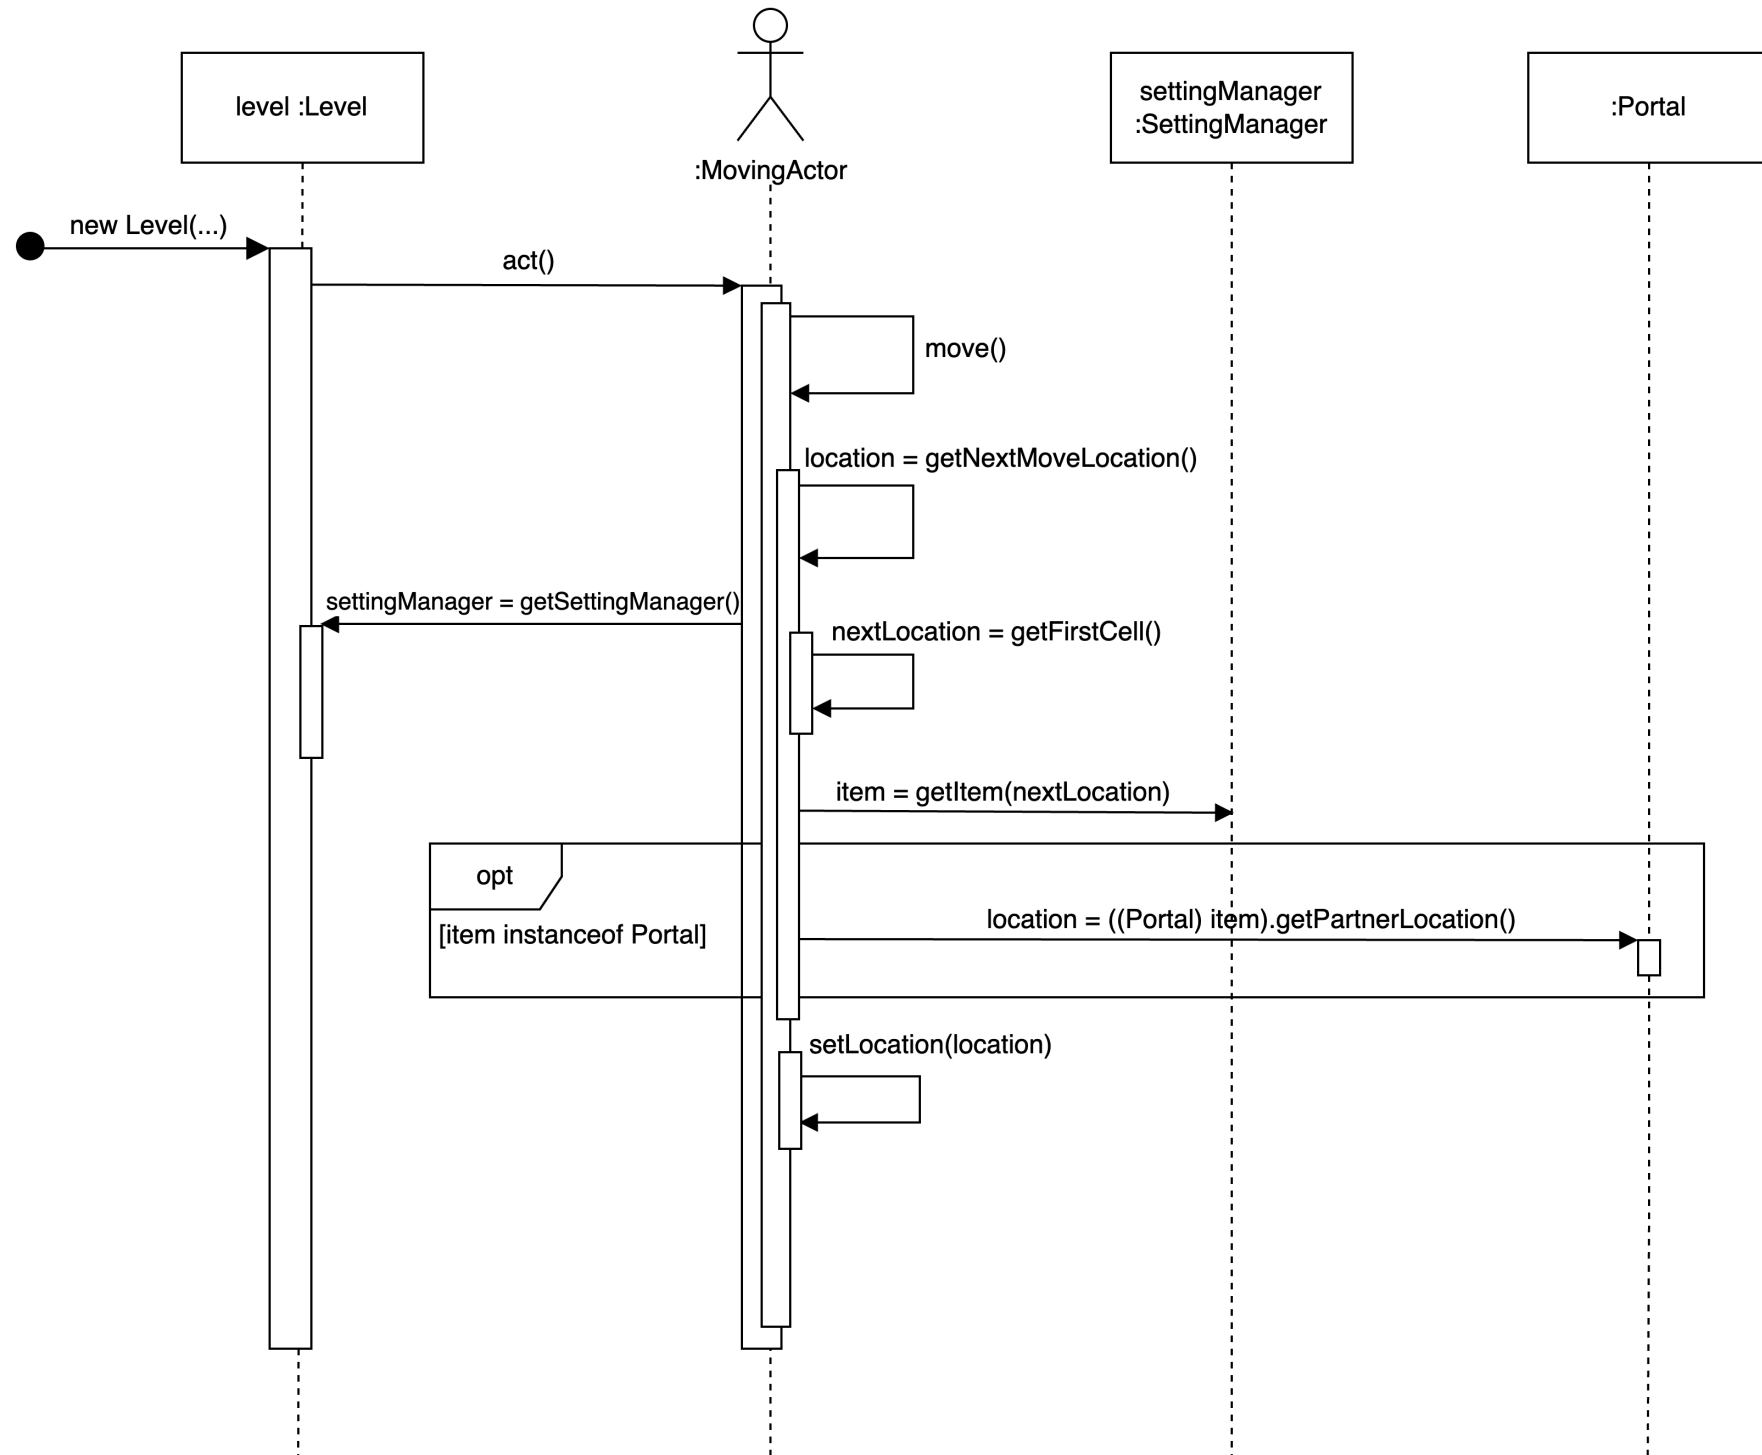 level :Level
:MovingActor
settingManager
:SettingManager
:Portal
new Level(...)
act()
move()
location = getNextMoveLocation()
settingManager = getSettingManager()
nextLocation = getFirstCell()
item = getItem(nextLocation)
opt
[item instanceof Portal]
location = ((Portal) item).getPartnerLocation()
setLocation(location)